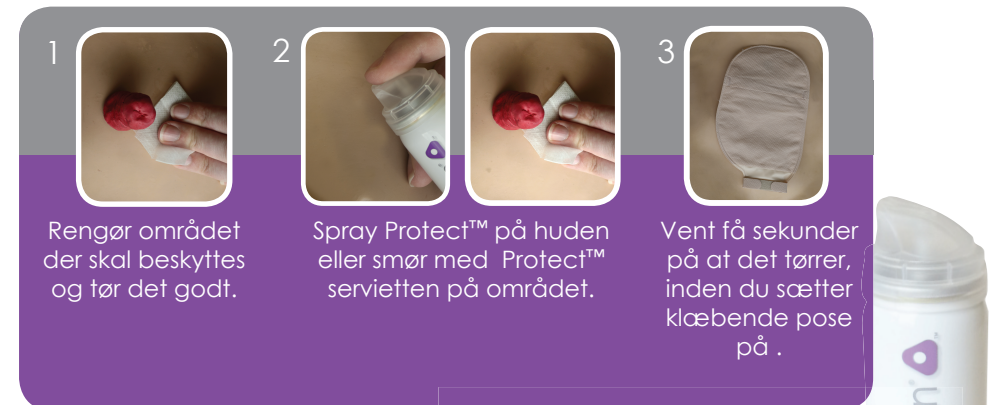 1
Rengør området
der skal beskyttes
og tør det godt.
2
Spray Protect™ på huden
eller smør med Protect™
servietten på området.
3
Vent få sekunder
på at det tørrer,
inden du sætter
klæbende pose
på .